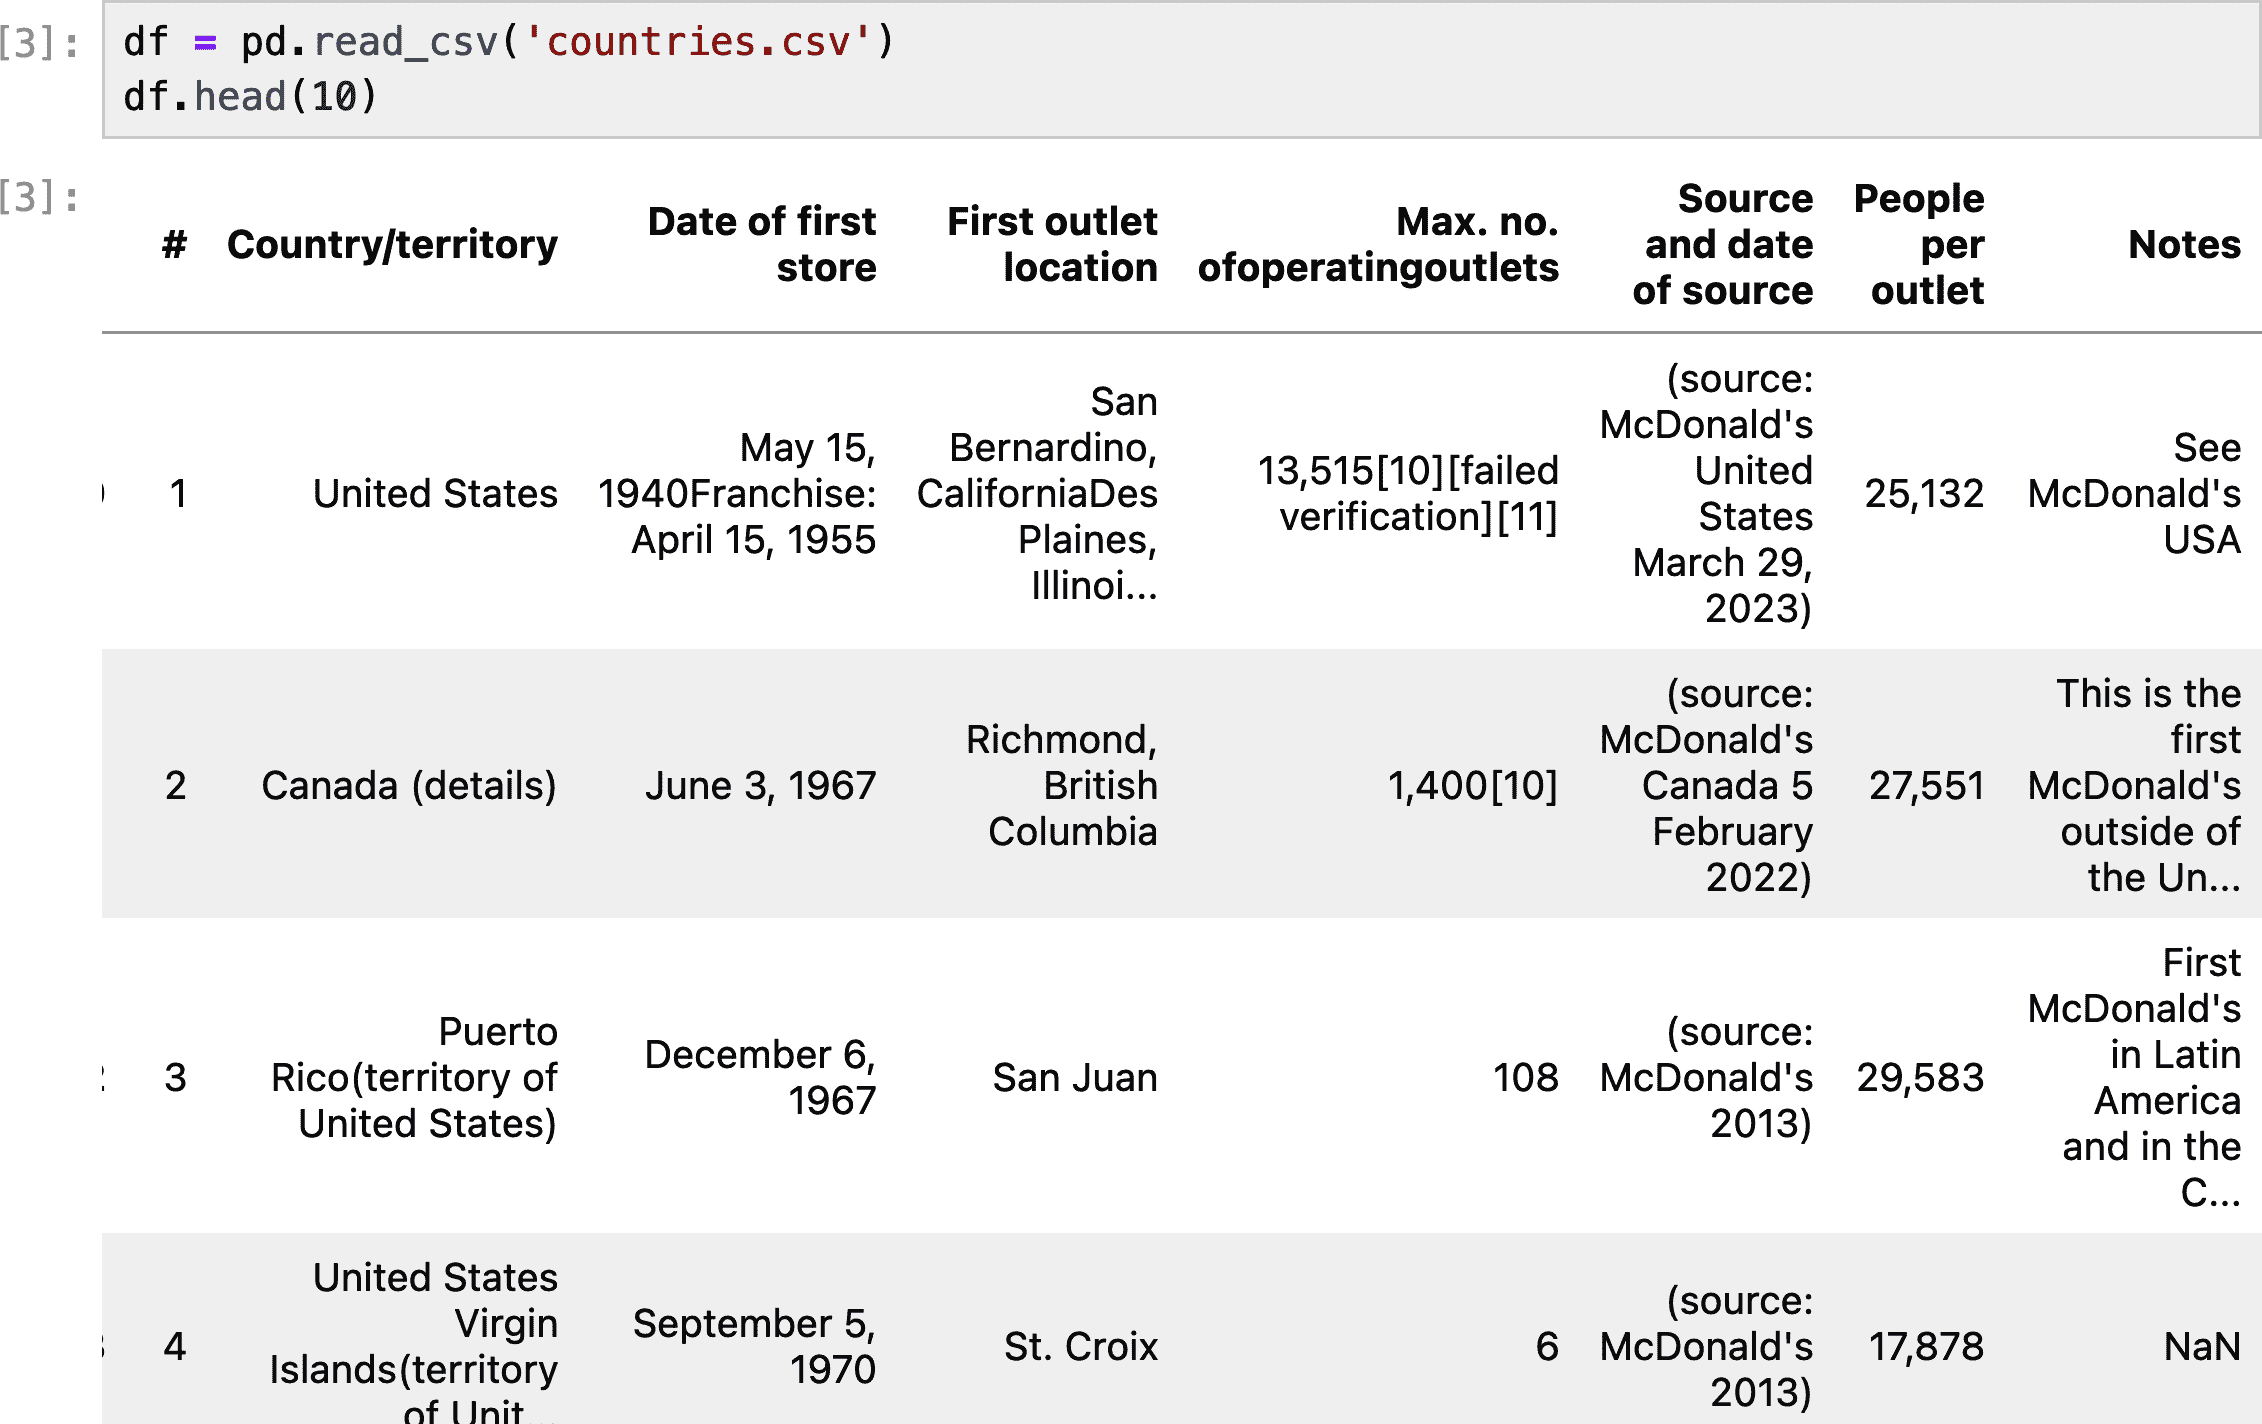 [3]: df = pd.read_csv('countries.csv')
df.head(10)
[3]:
# Country/territory Date of first store First outlet location Max. no. ofoperatingoutlets Source and date of source People per outlet Notes
1 United States May 15, 1940Franchise: April 15, 1955 San Bernardino, CaliforniaDes Plaines, Illinoi... 13,515[10][failed verification][11] (source: McDonald's United States March 29, 2023) 25,132 See McDonald's USA
2 Canada (details) June 3, 1967 Richmond, British Columbia 1,400[10] (source: McDonald's Canada 5 February 2022) 27,551 This is the first McDonald's outside of the Un...
3 Puerto Rico(territory of United States) December 6, 1967 San Juan 108 (source: McDonald's 2013) 29,583 First McDonald's in Latin America and in the C...
4 United States Virgin Islands(territory of Unit... September 5, 1970 St. Croix 6 (source: McDonald's 2013) 17,878 NaN